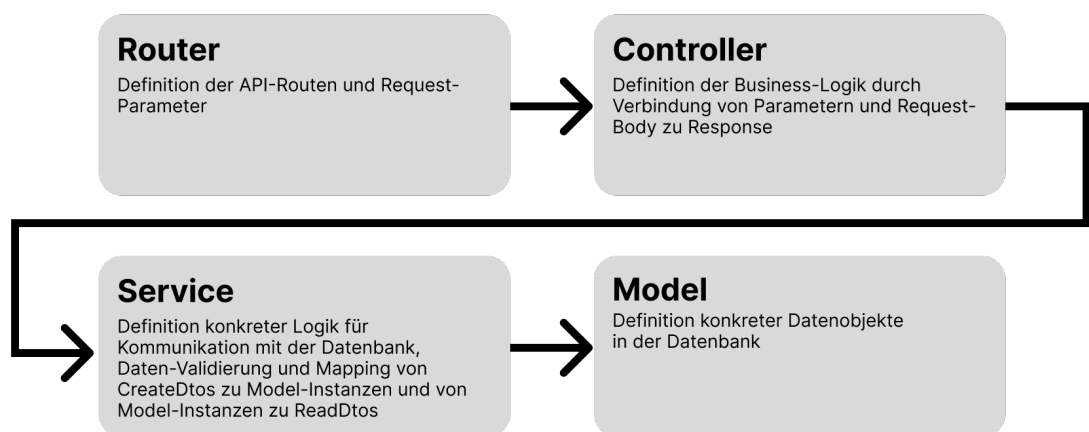 Router
Definition der API-Routen und Request-
Parameter
Controller
Definition der Business-Logik durch
Verbindung von Parametern und Request-
Body zu Response
Service
Definition konkreter Logik für
Kommunikation mit der Datenbank,
Daten-Validierung und Mapping von
CreateDtos zu Model-Instanzen und von
Model-Instanzen zu ReadDtos
Model
Definition konkreter Datenobjekte
in der Datenbank